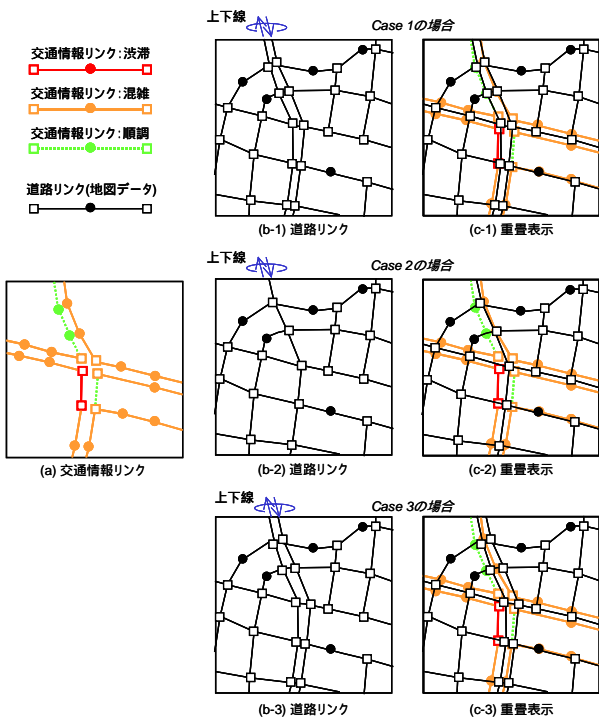 上下線
Case 1の場合
交通情報リンク:渋滞
交通情報リンク:混雑
交通情報リンク:順調
道路リンク(地図データ)
(b-1) 道路リンク
(c-1) 重畳表示
上下線
Case 2の場合
(a) 交通情報リンク
(b-2) 道路リンク
(c-2) 重畳表示
上下線
Case 3の場合
(b-3) 道路リンク
(c-3) 重畳表示